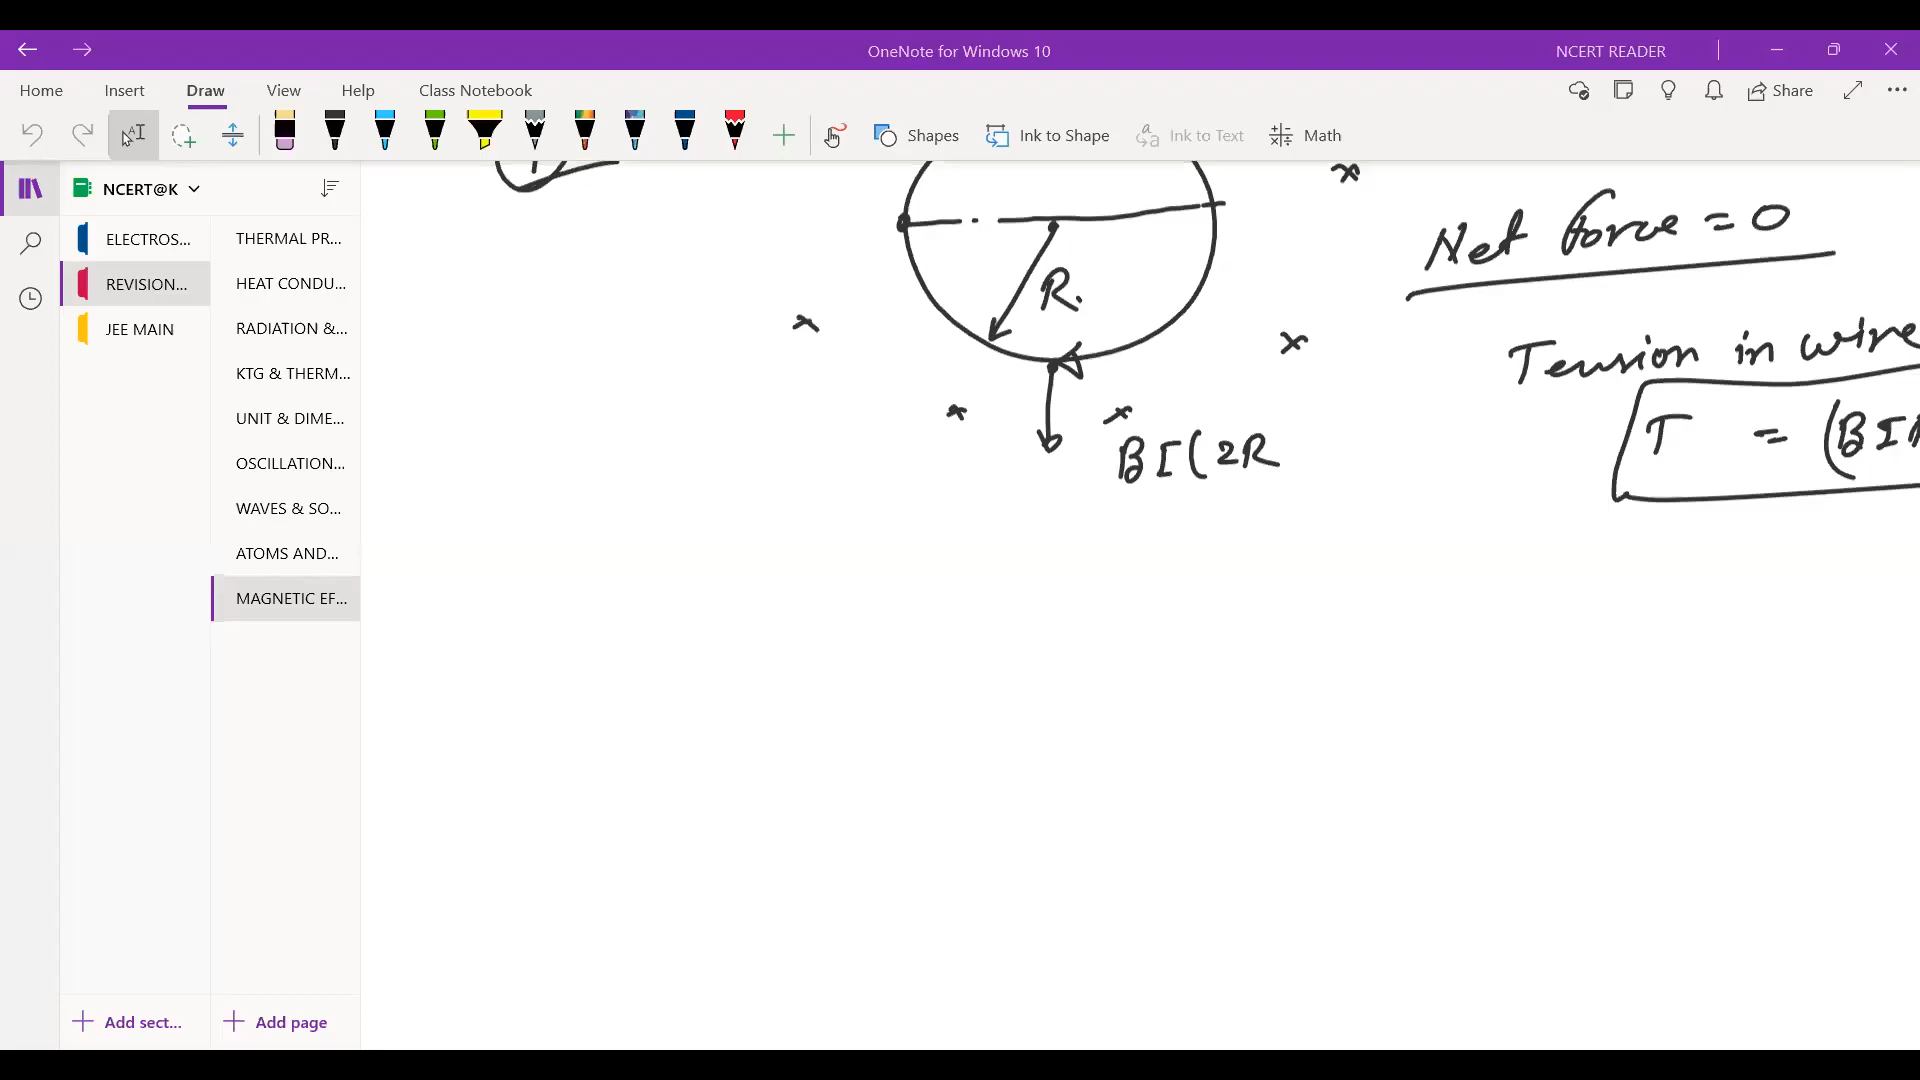 OneNote for Windows 10
NCERT READER
Home Insert Draw View Help Class Notebook
Share
Shapes Ink to Shape Ink to Text Math
NCERT@K
ELECTROS...
REVISION...
JEE MAIN
THERMAL PR...
HEAT CONDU...
RADIATION &...
KTG & THERM...
UNIT & DIME...
OSCILLATION...
WAVES & SO...
ATOMS AND...
MAGNETIC EF...
Add sect...
Add page
R.
BI(2R
Net force = 0
Tension in wire
T = (BI